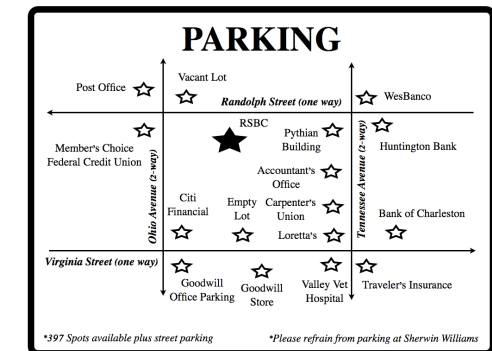 PARKING
Post Office
Vacant Lot
WesBanco
Randolph Street (one way)
RSBC
Member's Choice
Federal Credit Union
Pythian
Building
Huntington Bank
Ohio Avenue (2-way)
Tennessee Avenue (2-way)
Accountant's
Office
Citi
Financial
Empty
Lot
Carpenter's
Union
Bank of Charleston
Loretta's
Virginia Street (one way)
Goodwill
Office Parking
Goodwill
Store
Valley Vet
Hospital
Traveler's Insurance
*397 Spots available plus street parking
*Please refrain from parking at Sherwin Williams